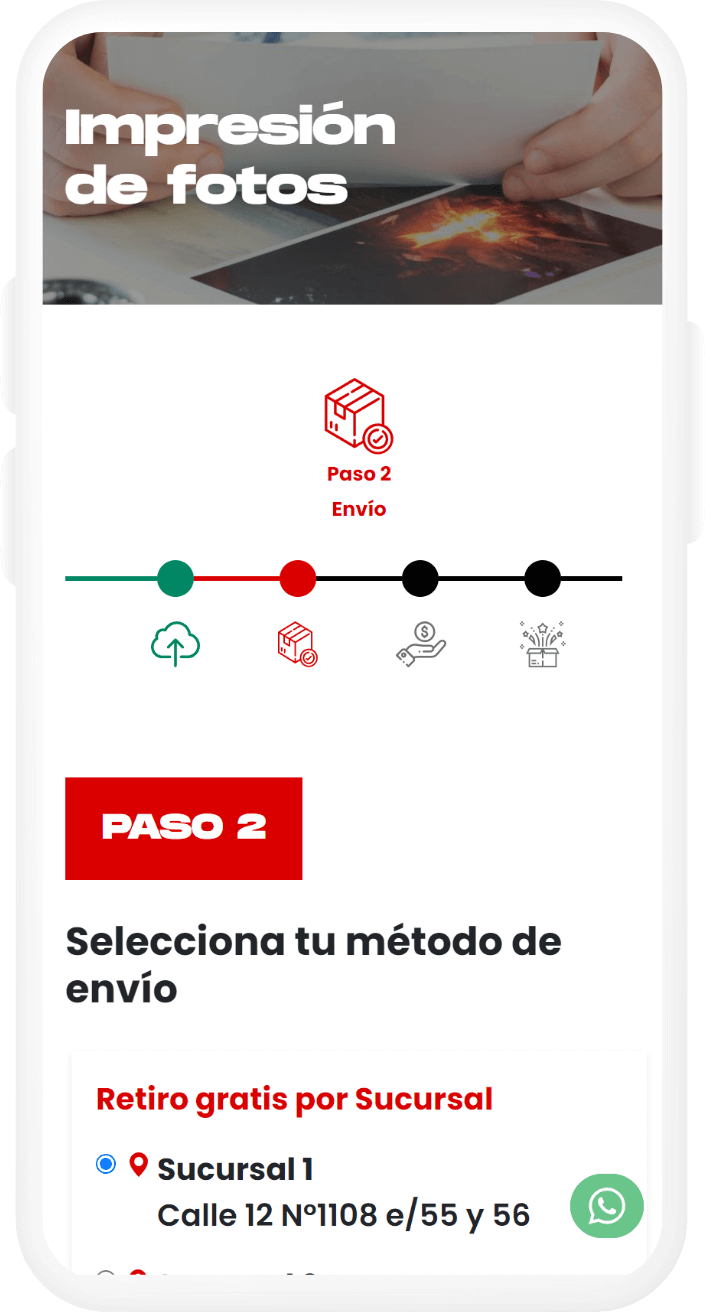 Impresión
de fotos
Paso 2
Envío
PASO 2
Selecciona tu método de
envío
Retiro gratis por Sucursal
Sucursal 1
Calle 12 N°1108 e/55 y 56